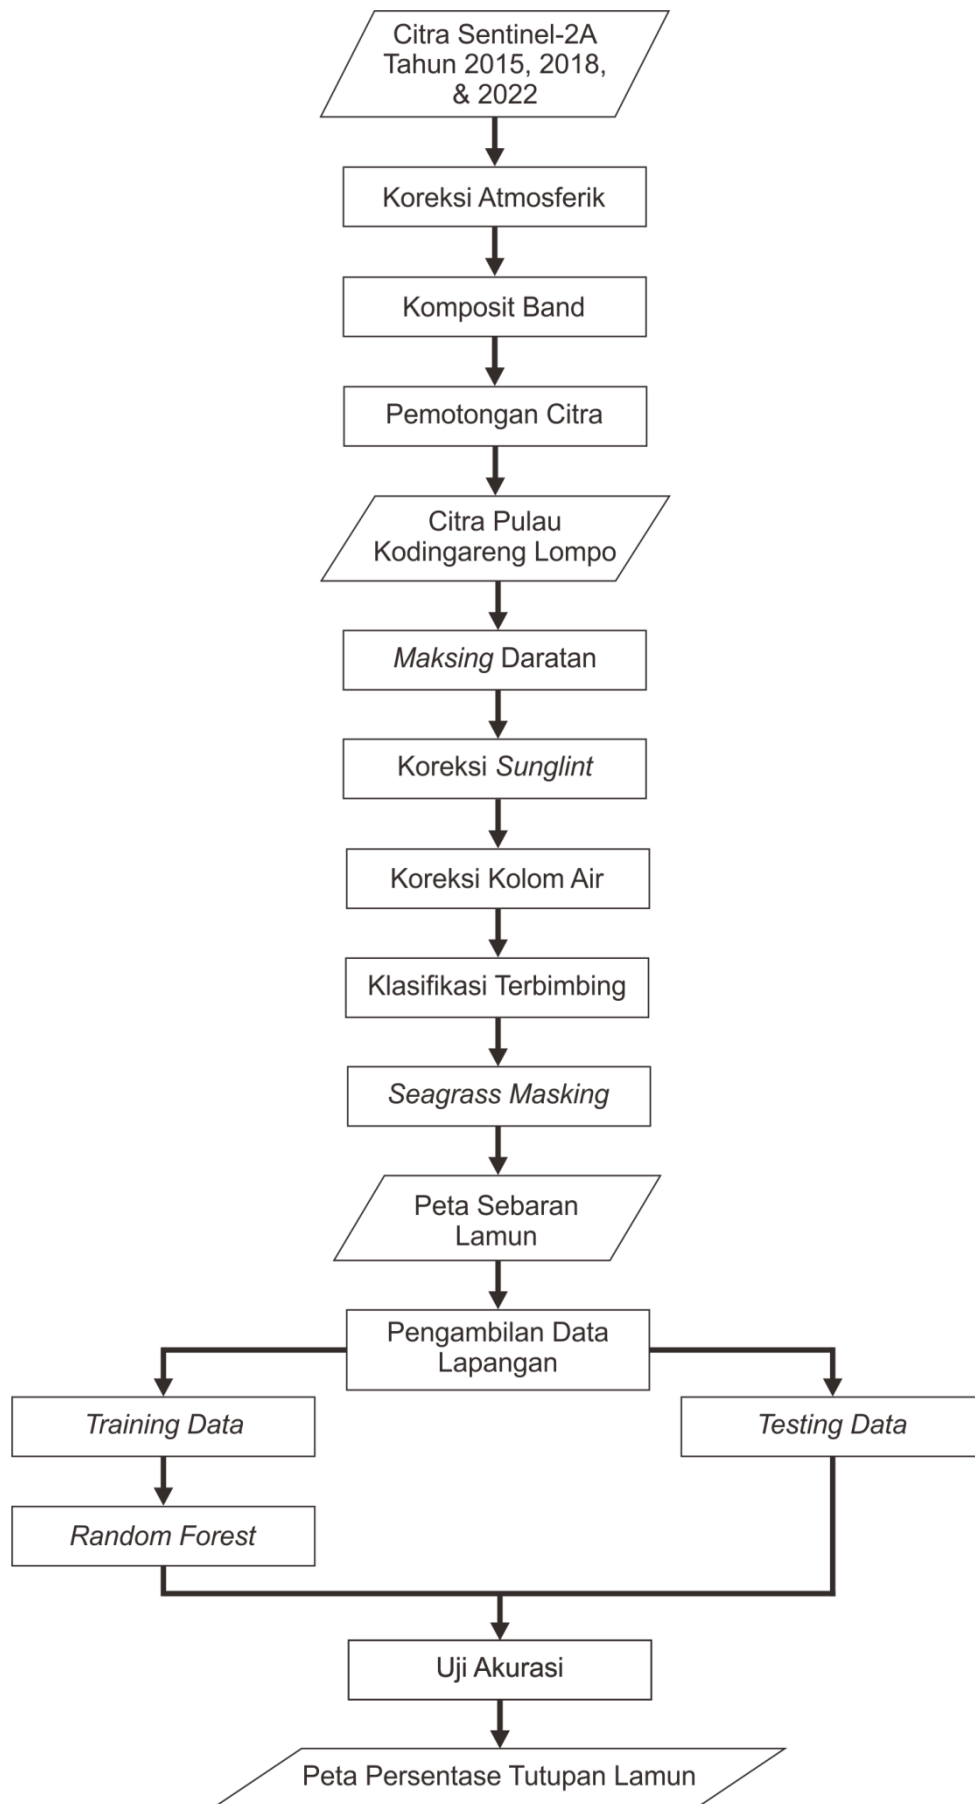 Citra Sentinel-2A
Tahun 2015, 2018,
& 2022
Koreksi Atmosferik
Komposit Band
Pemotongan Citra
Citra Pulau
Kodingareng Lompo
Maksing Daratan
Koreksi Sunglint
Koreksi Kolom Air
Klasifikasi Terbimbing
Seagrass Masking
Peta Sebaran
Lamun
Pengambilan Data
Lapangan
Training Data
Testing Data
Random Forest
Uji Akurasi
Peta Persentase Tutupan Lamun